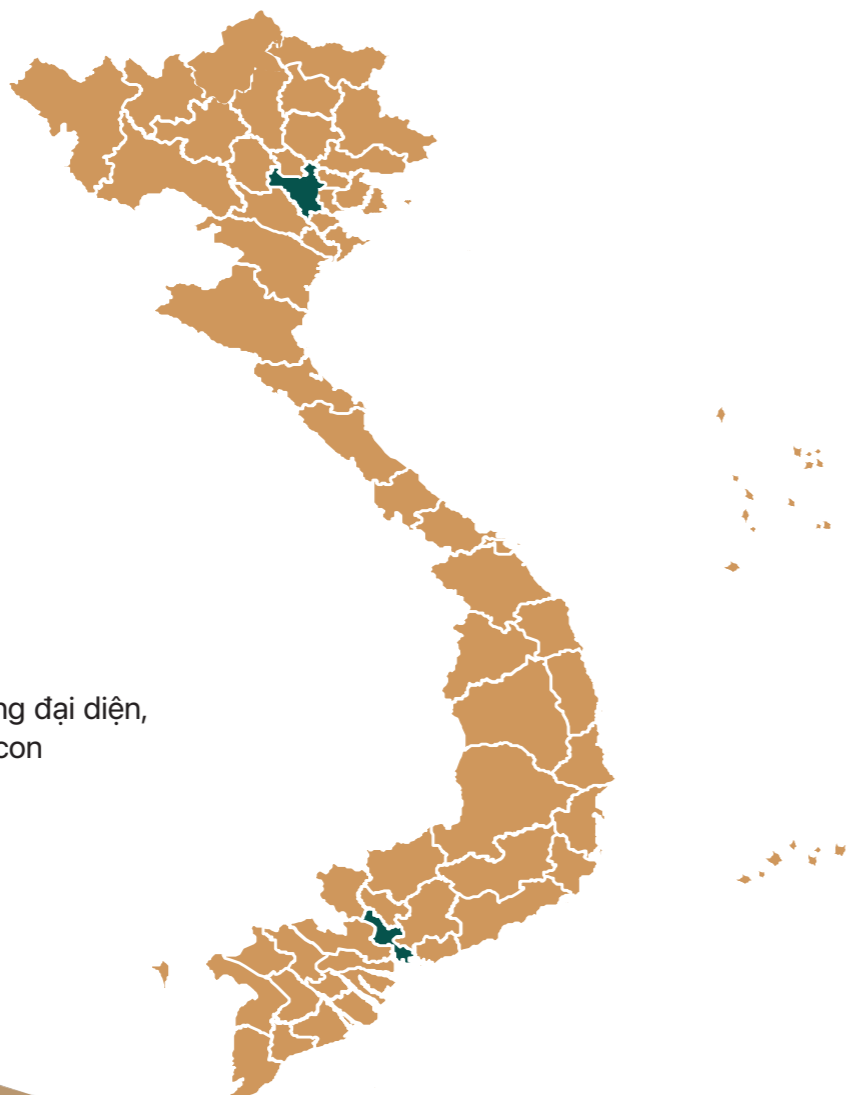 ng đại diện,
con